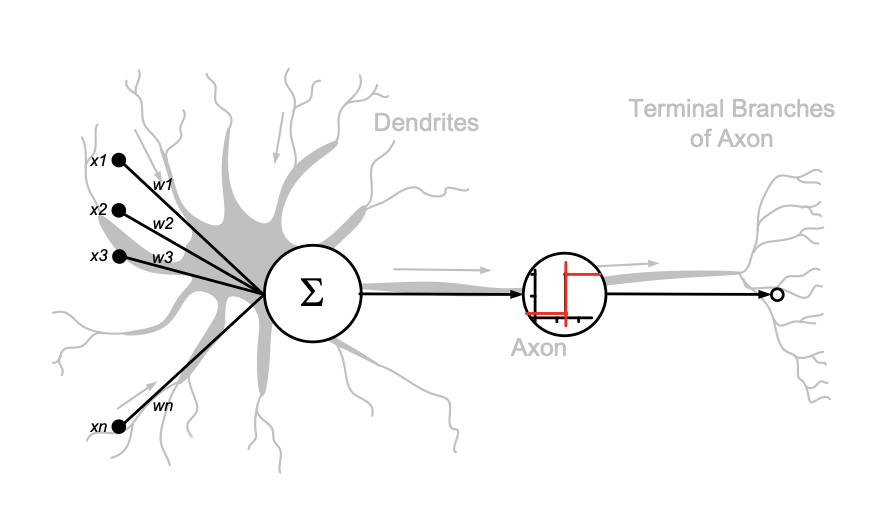 Dendrites
Terminal Branches
of Axon
x1
w1
x2
w2
x3
w3
Σ
Axon
wn
xn